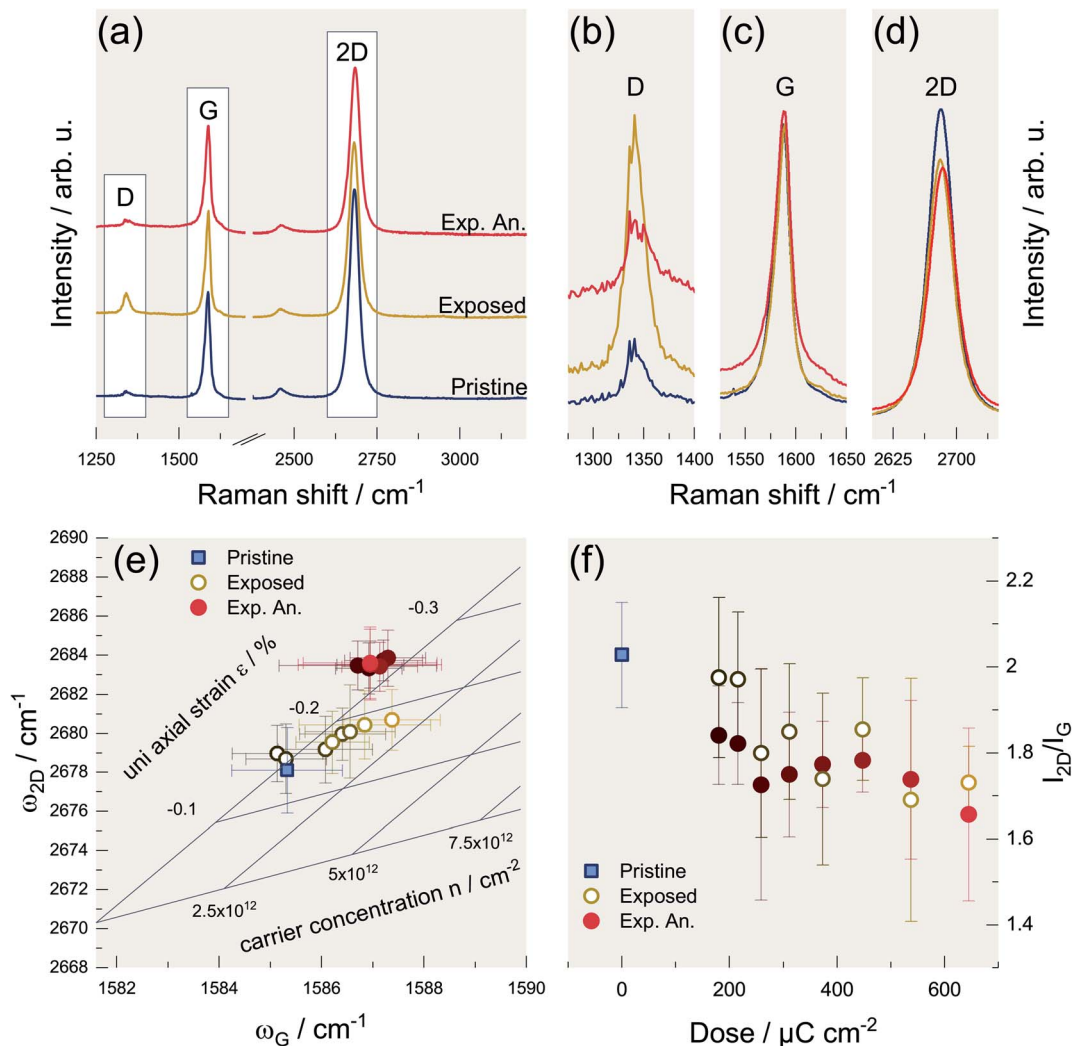 (a)
(b)
(c)
(d)
D
G
2D
D
G
2D
Exp. An.
Exposed
Pristine
Intensity / arb. u.
Intensity / arb. u.
1250 1500 2500 2750 3000
1300 1400 1550 1600 1650 2625 2700
Raman shift / cm⁻¹
Raman shift / cm⁻¹
(e)
Pristine
Exposed
Exp. An.
2690
2688
2686
2684
2682
2680
2678
2676
2674
2672
2670
2668
ω2D / cm⁻¹
uni axial strain ε / %
-0.3
-0.2
-0.1
2.5x10¹²
5x10¹²
7.5x10¹²
carrier concentration n / cm⁻²
1582 1584 1586 1588 1590
ωG / cm⁻¹
(f)
2.2
2
1.8
1.6
1.4
I2D/IG
Pristine
Exposed
Exp. An.
0 200 400 600
Dose / µC cm⁻²